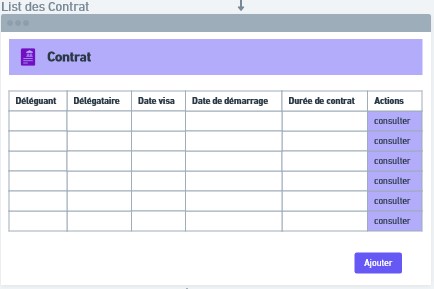 List des Contrat
Contrat
Déléguant Délégataire Date visa Date de démarrage Durée de contrat Actions
consulter
consulter
consulter
consulter
consulter
consulter
Ajouter